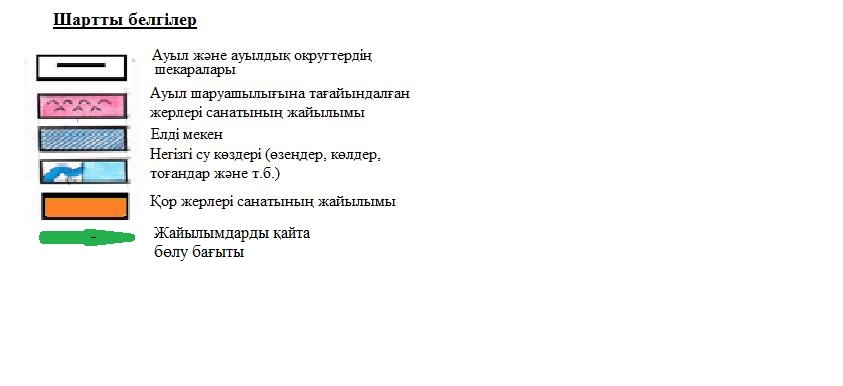 Шартты белгілер
Ауыл және ауылдық округтердің
шекаралары
Ауыл шаруашылығына тағайындалған
жерлері санатының жайылымы
Елді мекен
Негізгі су көздері (өзендер, көлдер,
тоғандар және т.б.)
Қор жерлері санатының жайылымы
Жайылымдарды қайта
бөлу бағыты